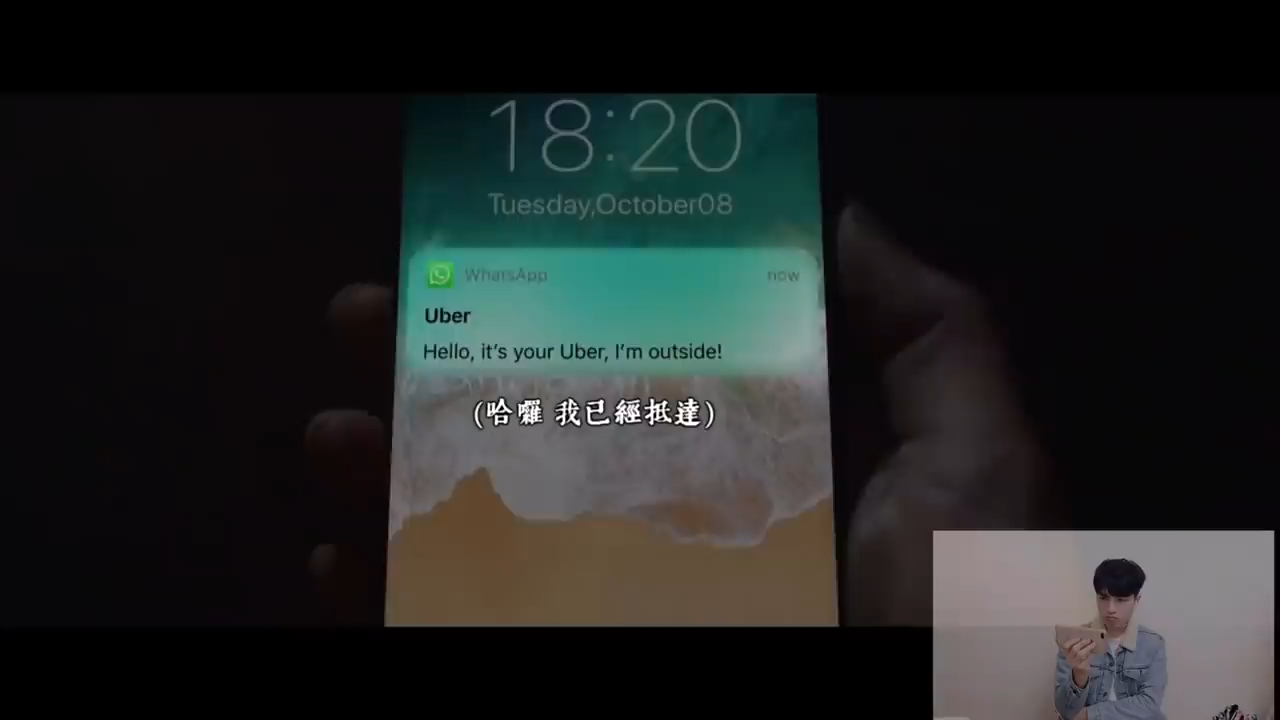 18:20
Tuesday,October08
WhatsApp now
Uber
Hello, it's your Uber, I'm outside!
(哈囉 我已經抵達)